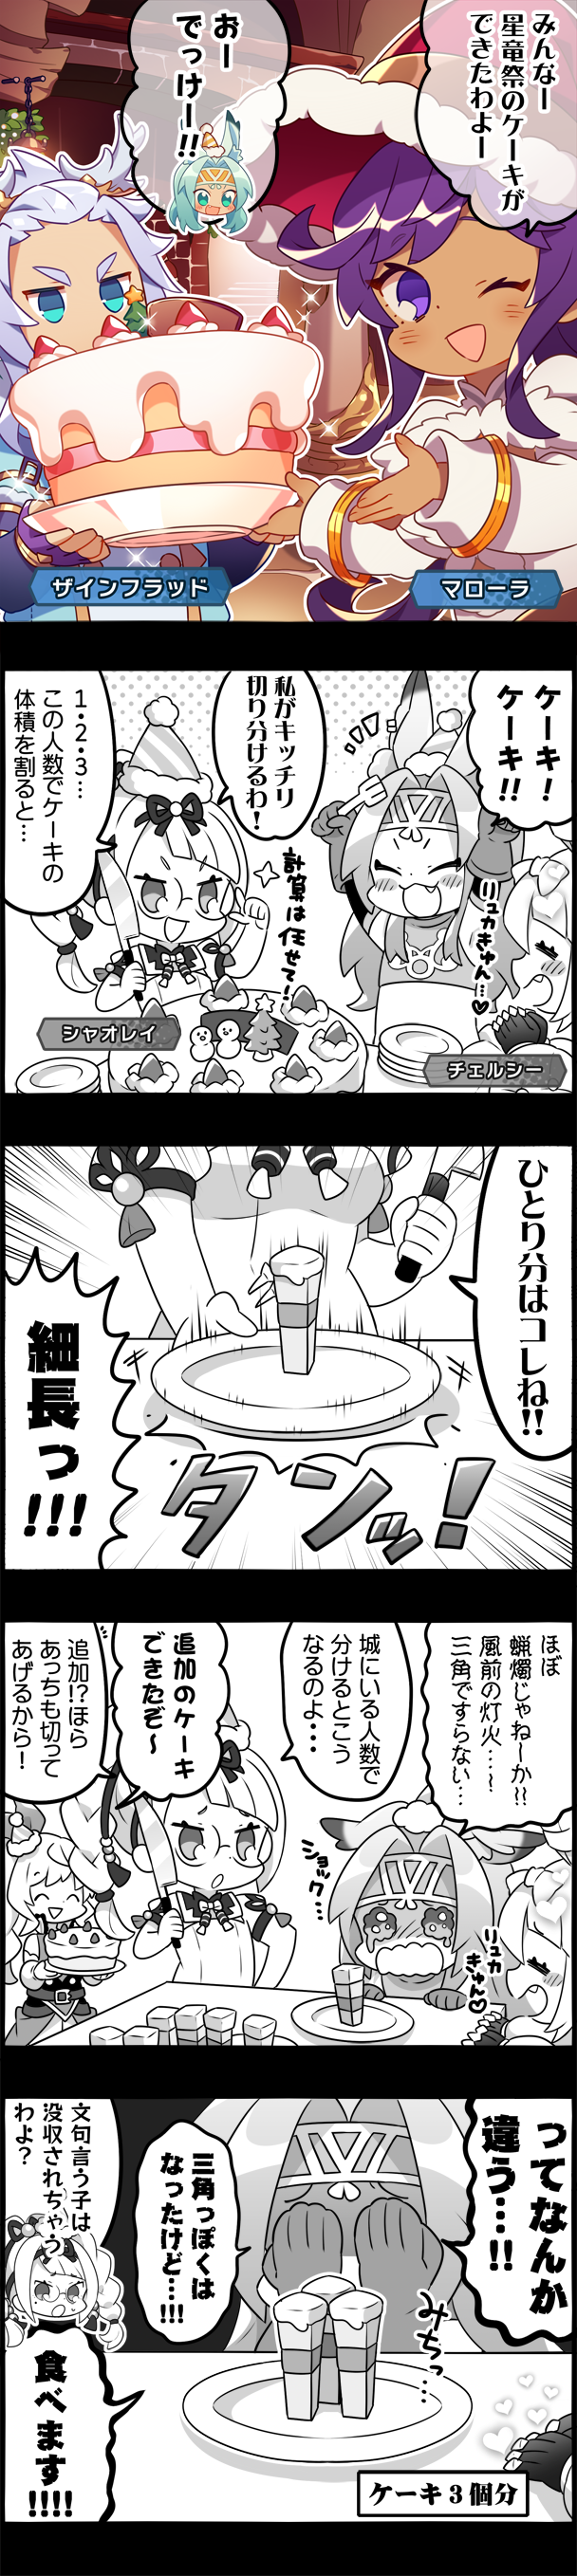 みんなー
星竜祭のケーキが
できたわよー
おー
でっけー!!
ザインフラッド
マローラ
ケーキ!
ケーキ!!
リュカきゅん…♡
私がキッチリ
切り分けるわ!
計算は任せて!
1・2・3…
この人数でケーキの
体積を割ると…
シャオレイ
チェルシー
ひとり分はコレね!!
タンッ!
細長っ!!!
ほぼ
蝋燭じゃねーか~
風前の灯火…~
三角ですらない…
城にいる人数で
分けるとこう
なるのよ・・・
ショック…
リュカ
きゅん♡
追加のケーキ
できたぞ~
追加!?ほら
あっちも切って
あげるから!
ってなんか
違う…!!
三角っぽくは
なったけど…!!!
みちっ…
文句言う子は
没収されちゃう
わよ?
食べます!!!!
ケーキ3個分